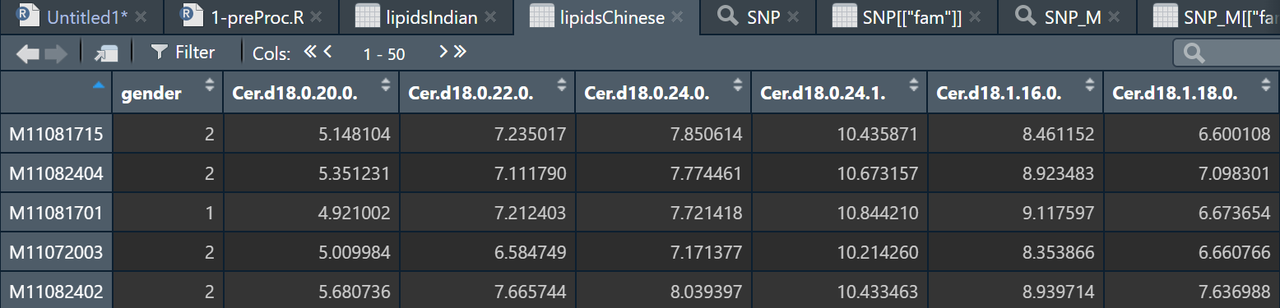 Untitled1* × 1-preProc.R × lipidsIndian × lipidsChinese × SNP × SNP[["fam"]] × SNP_M × SNP_M[["fa
Filter Cols: 1 - 50
gender Cer.d18.0.20.0. Cer.d18.0.22.0. Cer.d18.0.24.0. Cer.d18.0.24.1. Cer.d18.1.16.0. Cer.d18.1.18.0.
M11081715 2 5.148104 7.235017 7.850614 10.435871 8.461152 6.600108
M11082404 2 5.351231 7.111790 7.774461 10.673157 8.923483 7.098301
M11081701 1 4.921002 7.212403 7.721418 10.844210 9.117597 6.673654
M11072003 2 5.009984 6.584749 7.171377 10.214260 8.353866 6.660766
M11082402 2 5.680736 7.665744 8.039397 10.433463 8.939714 7.636988